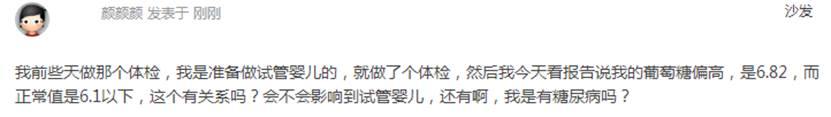 颜颜颜 发表于 刚刚 沙发
我前些天做那个体检，我是准备做试管婴儿的，就做了个体检，然后我今天看报告说我的葡萄糖偏高，是6.82，而
正常值是6.1以下，这个有关系吗？会不会影响到试管婴儿，还有啊，我是有糖尿病吗？